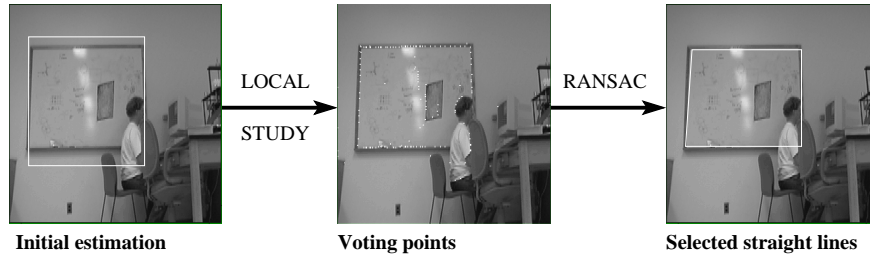 LOCAL
STUDY
RANSAC
Initial estimation
Voting points
Selected straight lines